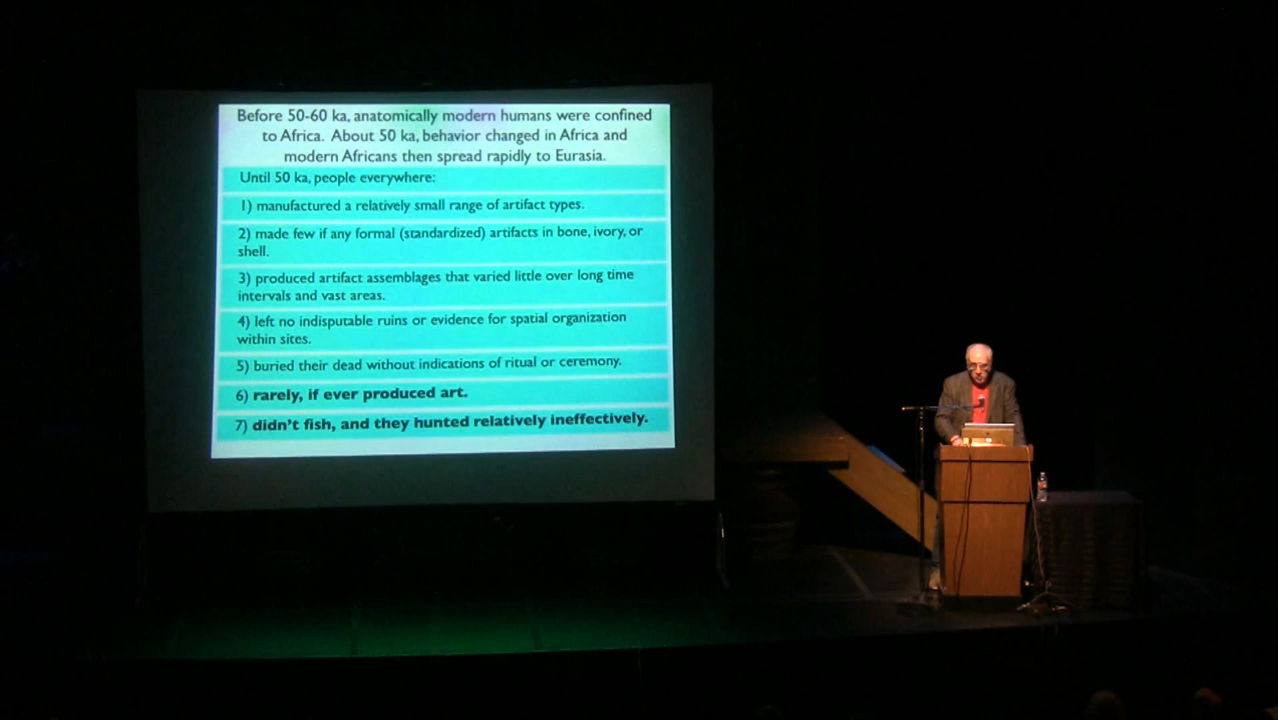 Before 50-60 ka, anatomically modern humans were confined
to Africa. About 50 ka, behavior changed in Africa and
modern Africans then spread rapidly to Eurasia.
Until 50 ka, people everywhere:
1) manufactured a relatively small range of artifact types.
2) made few if any formal (standardized) artifacts in bone, ivory, or
shell.
3) produced artifact assemblages that varied little over long time
intervals and vast areas.
4) left no indisputable ruins or evidence for spatial organization
within sites.
5) buried their dead without indications of ritual or ceremony.
6) rarely, if ever produced art.
7) didn't fish, and they hunted relatively ineffectively.